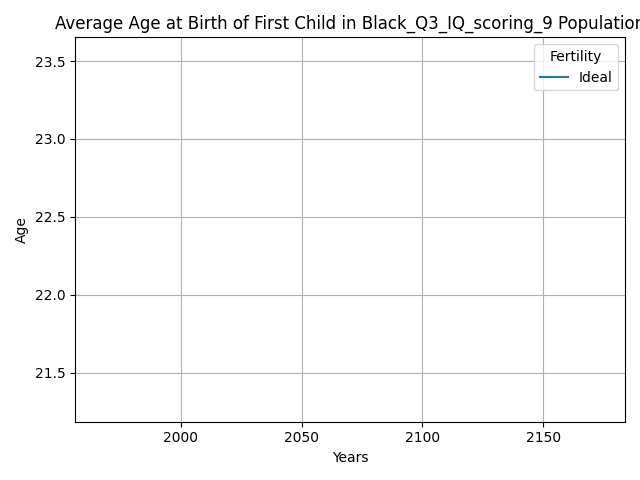 Average Age at Birth of First Child in Black_Q3_IQ_scoring_9 Population
Fertility
Ideal
23.5
23.0
22.5
22.0
21.5
Age
2000 2050 2100 2150
Years